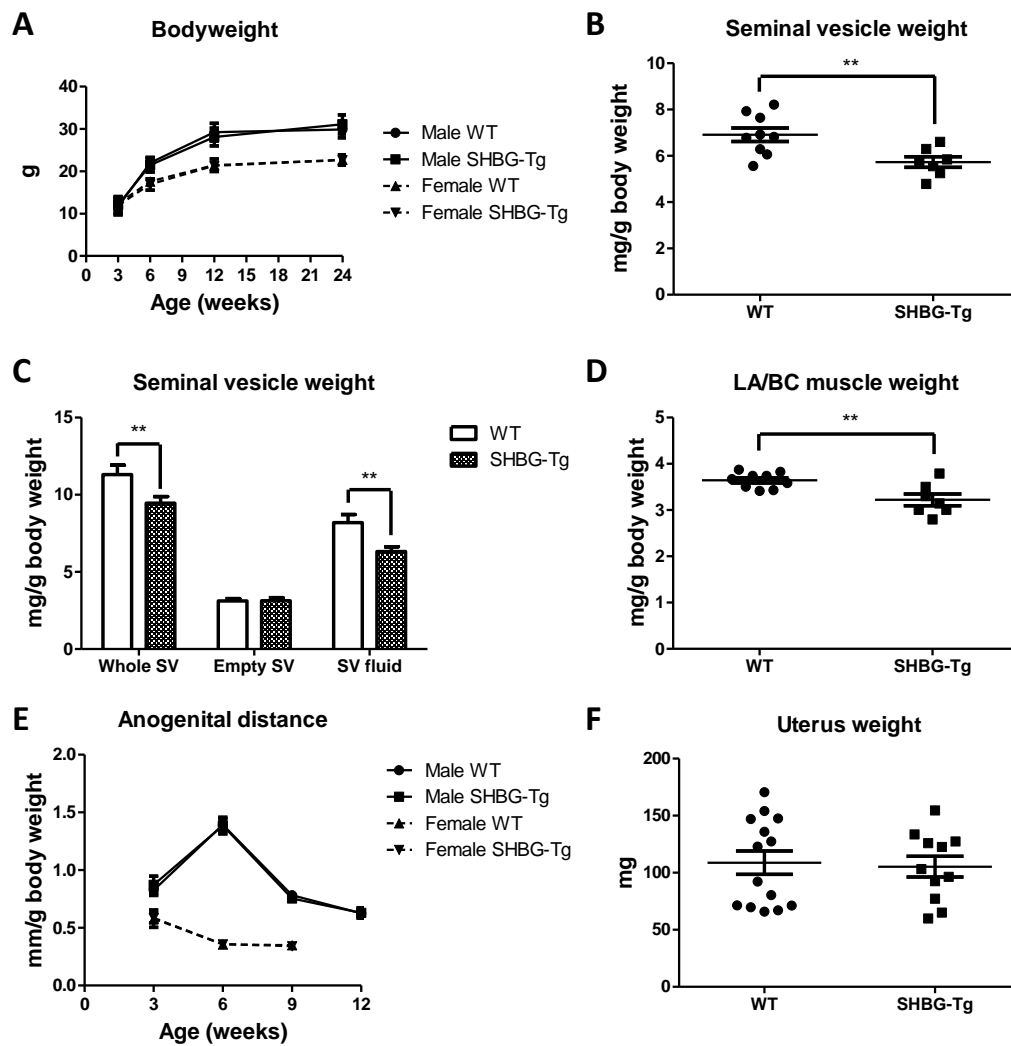 A
Bodyweight
g
40
30
20
10
0
0 3 6 9 12 15 18 21 24
Age (weeks)
Male WT
Male SHBG-Tg
Female WT
Female SHBG-Tg
B
Seminal vesicle weight
mg/g body weight
10
8
6
4
2
0
**
WT SHBG-Tg
C
Seminal vesicle weight
mg/g body weight
15
10
5
0
**
**
Whole SV Empty SV SV fluid
WT
SHBG-Tg
D
LA/BC muscle weight
mg/g body weight
5
4
3
2
1
0
**
WT SHBG-Tg
E
Anogenital distance
mm/g body weight
2.0
1.5
1.0
0.5
0.0
0 3 6 9 12
Age (weeks)
Male WT
Male SHBG-Tg
Female WT
Female SHBG-Tg
F
Uterus weight
mg
200
150
100
50
0
WT SHBG-Tg